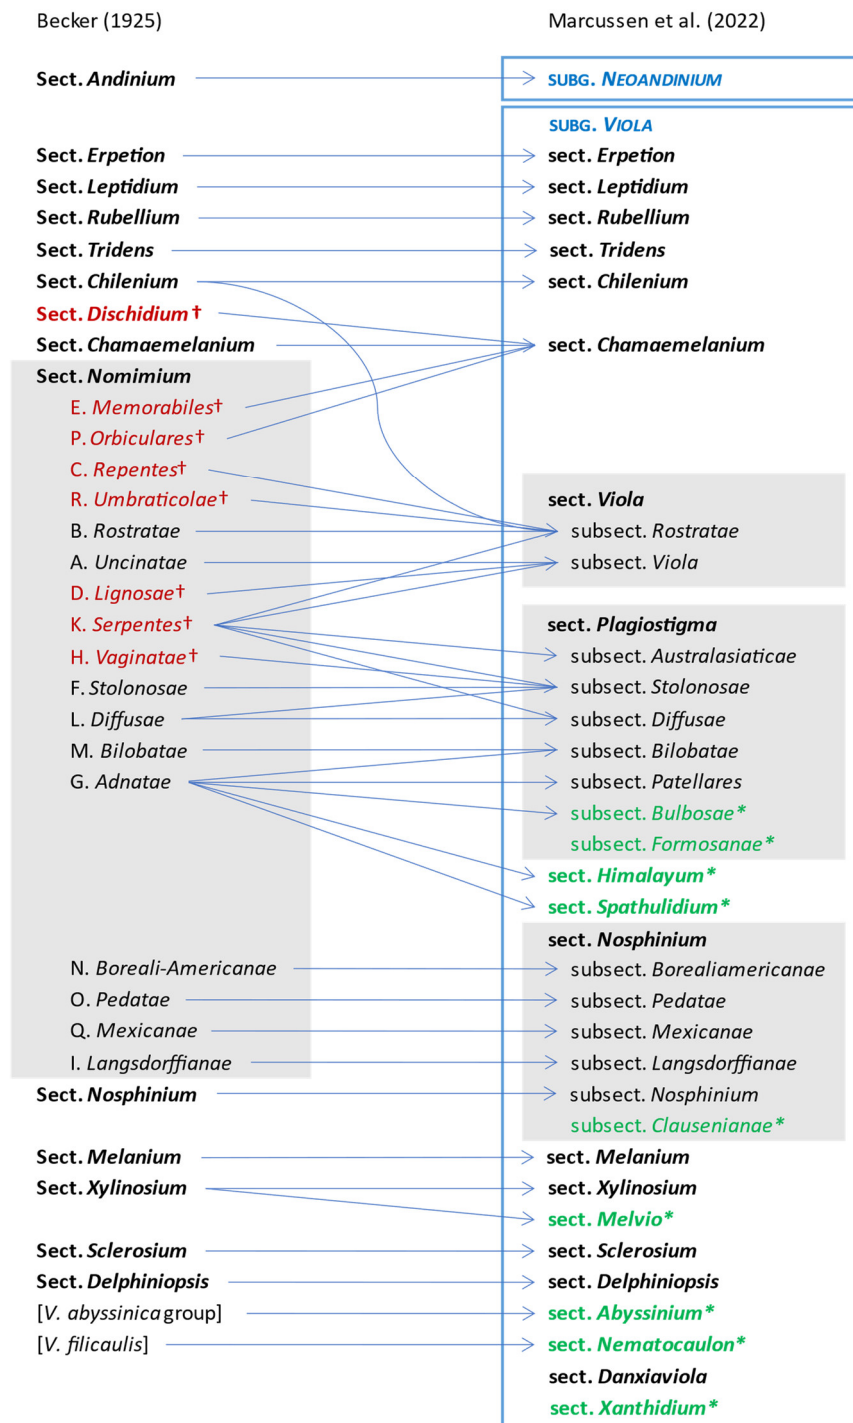 Becker (1925) Marcussen et al. (2022)
Sect. Andinium SUBG. NEOANDINIUM
SUBG. VIOLA
Sect. Erpetion sect. Erpetion
Sect. Leptidium sect. Leptidium
Sect. Rubellium sect. Rubellium
Sect. Tridens sect. Tridens
Sect. Chilenium sect. Chilenium
Sect. Dischidium†
Sect. Chamaemelanium sect. Chamaemelanium
Sect. Nomimium
E. Memorabiles†
P. Orbiculares†
C. Repentes†
R. Umbraticolae† sect. Viola
B. Rostratae subsect. Rostratae
A. Uncinatae subsect. Viola
D. Lignosae†
K. Serpentes† sect. Plagiostigma
H. Vaginatae† subsect. Australasiaticae
F. Stolonosae subsect. Stolonosae
L. Diffusae subsect. Diffusae
M. Bilobatae subsect. Bilobatae
G. Adnatae subsect. Patellares
subsect. Bulbosae*
subsect. Formosanae*
sect. Himalayum*
sect. Spathulidium*
sect. Nosphinium
N. Boreali-Americanae subsect. Borealiamericanae
O. Pedatae subsect. Pedatae
Q. Mexicanae subsect. Mexicanae
I. Langsdorffianae subsect. Langsdorffianae
Sect. Nosphinium subsect. Nosphinium
subsect. Clausenianae*
Sect. Melanium sect. Melanium
Sect. Xylinosium sect. Xylinosium
sect. Melvio*
Sect. Sclerosium sect. Sclerosium
Sect. Delphiniopsis sect. Delphiniopsis
[V. abyssinica group] sect. Abyssinium*
[V. filicaulis] sect. Nematocaulon*
sect. Danxiaviola
sect. Xanthidium*